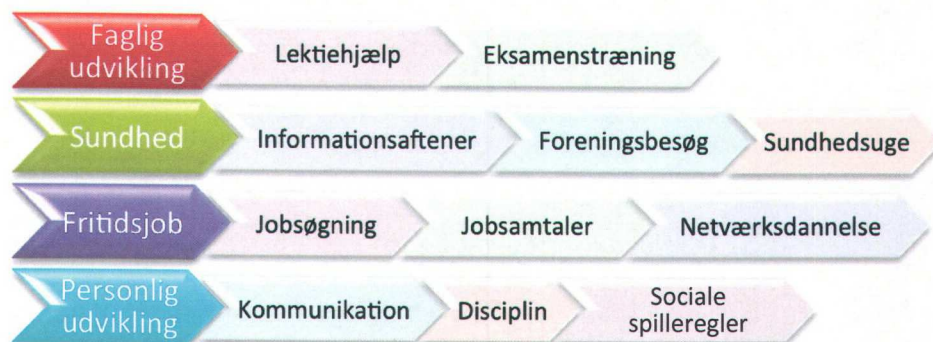 Faglig
udvikling
Lektiehjælp
Eksamenstræning
Sundhed
Informationsaftener
Foreningsbesøg
Sundhedsuge
Fritidsjob
Jobsøgning
Jobsamtaler
Netværksdannelse
Personlig
udvikling
Kommunikation
Disciplin
Sociale
spilleregler